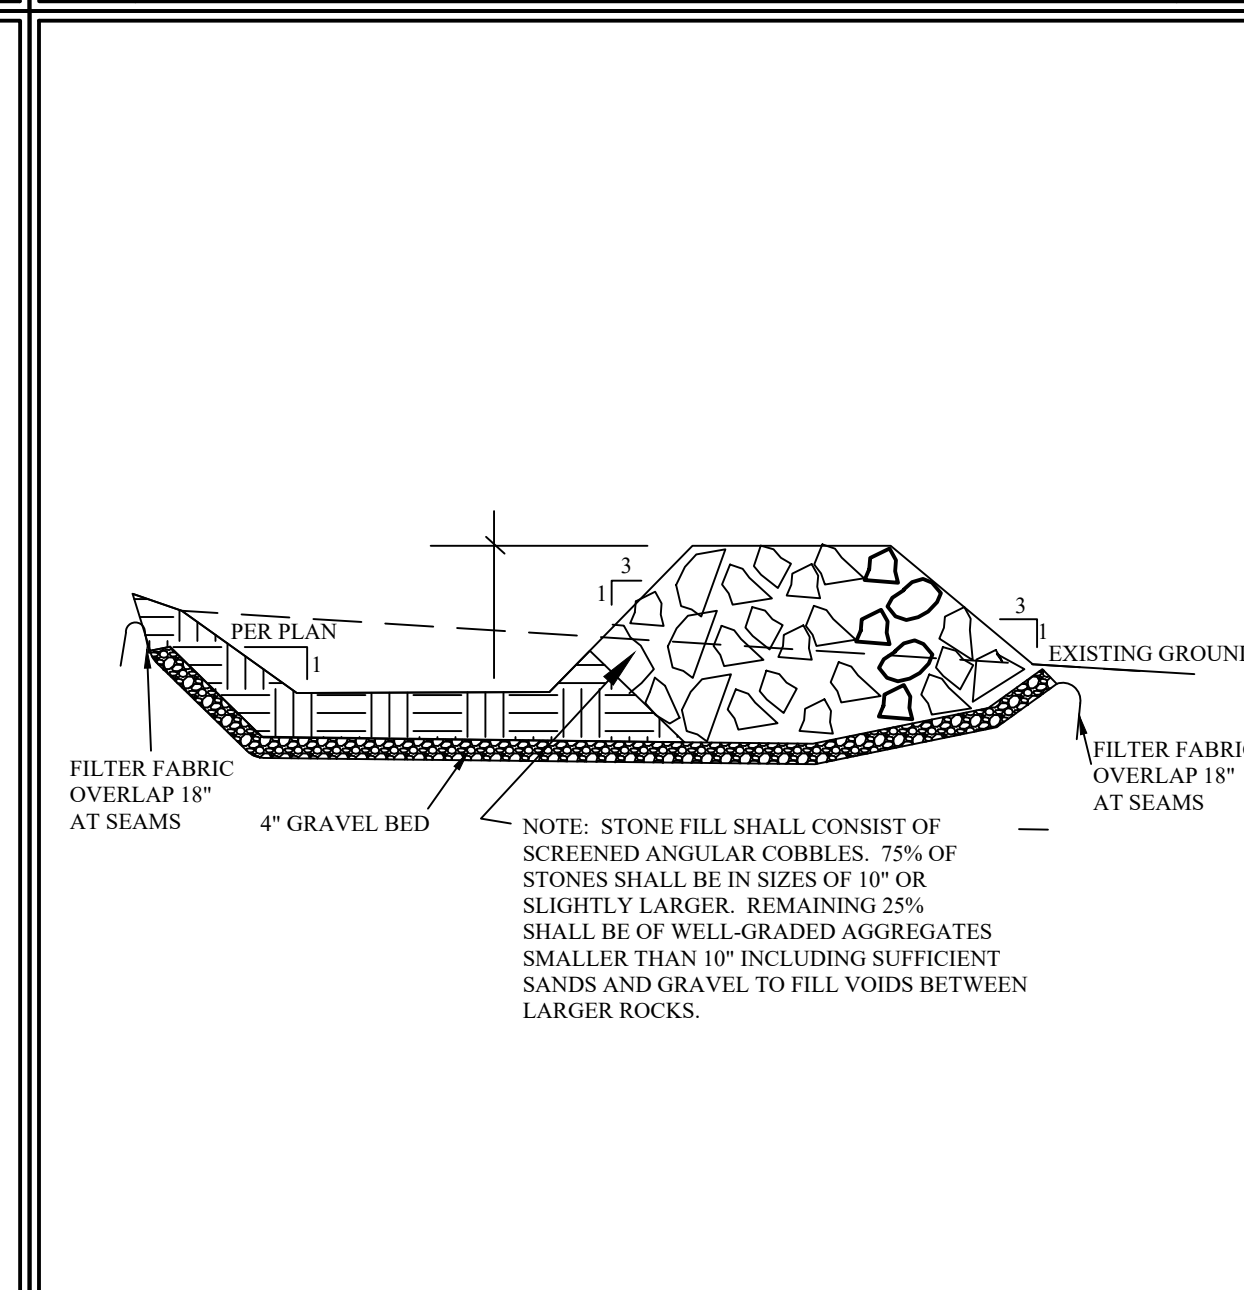 3
1
3
1
PER PLAN
1
EXISTING GROUND
FILTER FABRIC
OVERLAP 18"
AT SEAMS
4" GRAVEL BED
NOTE: STONE FILL SHALL CONSIST OF
SCREENED ANGULAR COBBLES. 75% OF
STONES SHALL BE IN SIZES OF 10" OR
SLIGHTLY LARGER. REMAINING 25%
SHALL BE OF WELL-GRADED AGGREGATES
SMALLER THAN 10" INCLUDING SUFFICIENT
SANDS AND GRAVEL TO FILL VOIDS BETWEEN
LARGER ROCKS.
FILTER FABRIC
OVERLAP 18"
AT SEAMS